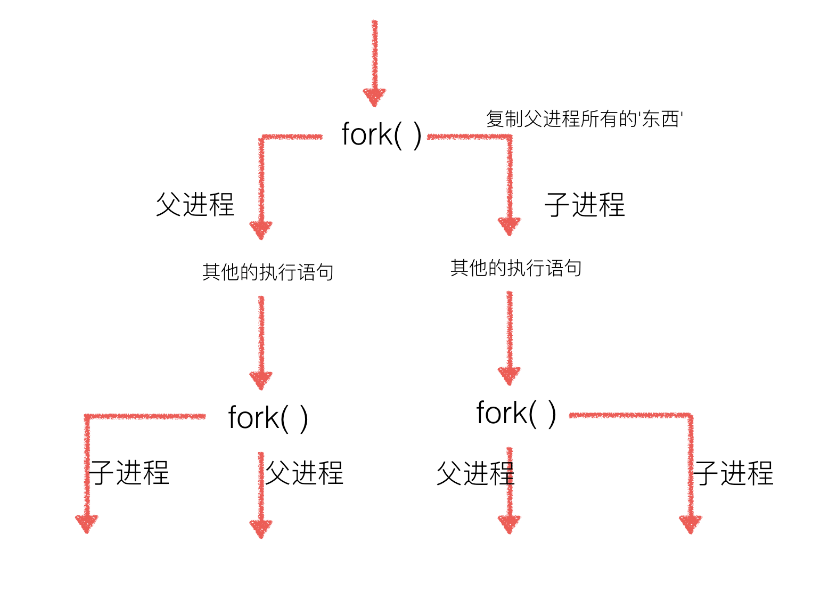 复制父进程所有的'东西'
fork( )
父进程
子进程
其他的执行语句
其他的执行语句
fork( )
fork( )
子进程
父进程
父进程
子进程